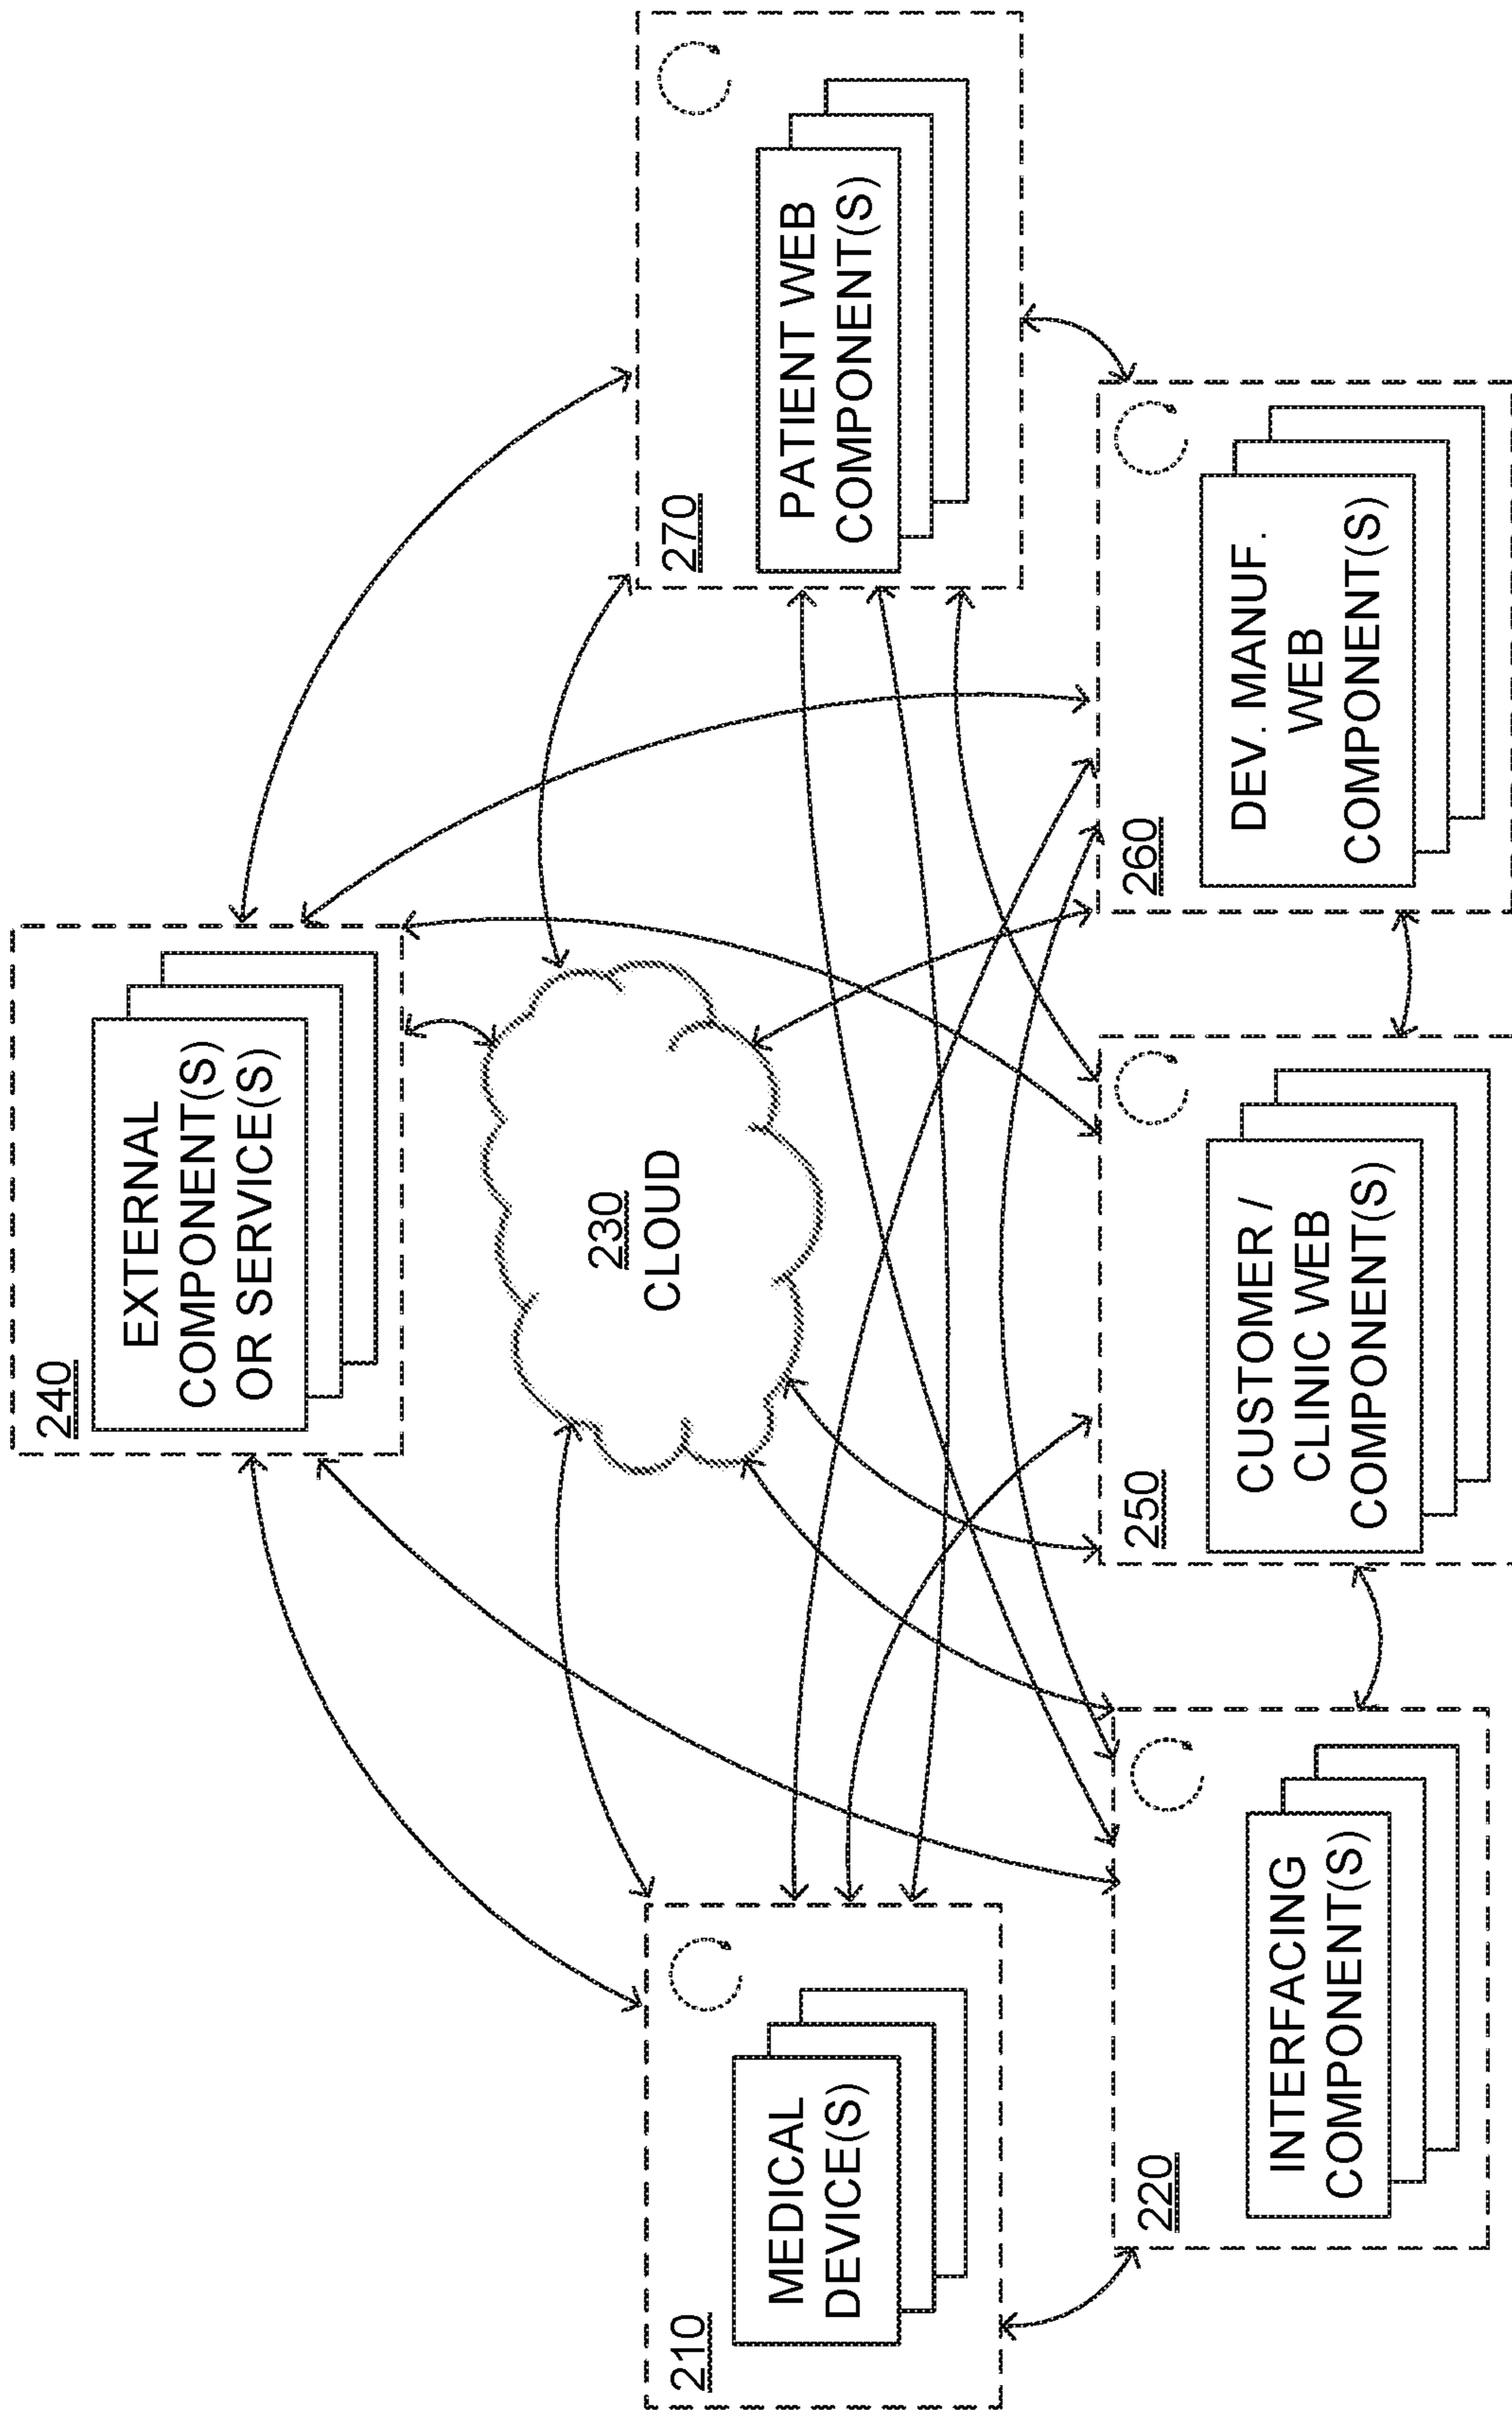 240
EXTERNAL
COMPONENT(S)
OR SERVICE(S)
230
CLOUD
210
MEDICAL
DEVICE(S)
270
PATIENT WEB
COMPONENT(S)
220
INTERFACING
COMPONENT(S)
250
CUSTOMER /
CLINIC WEB
COMPONENT(S)
260
DEV. MANUF.
WEB
COMPONENT(S)